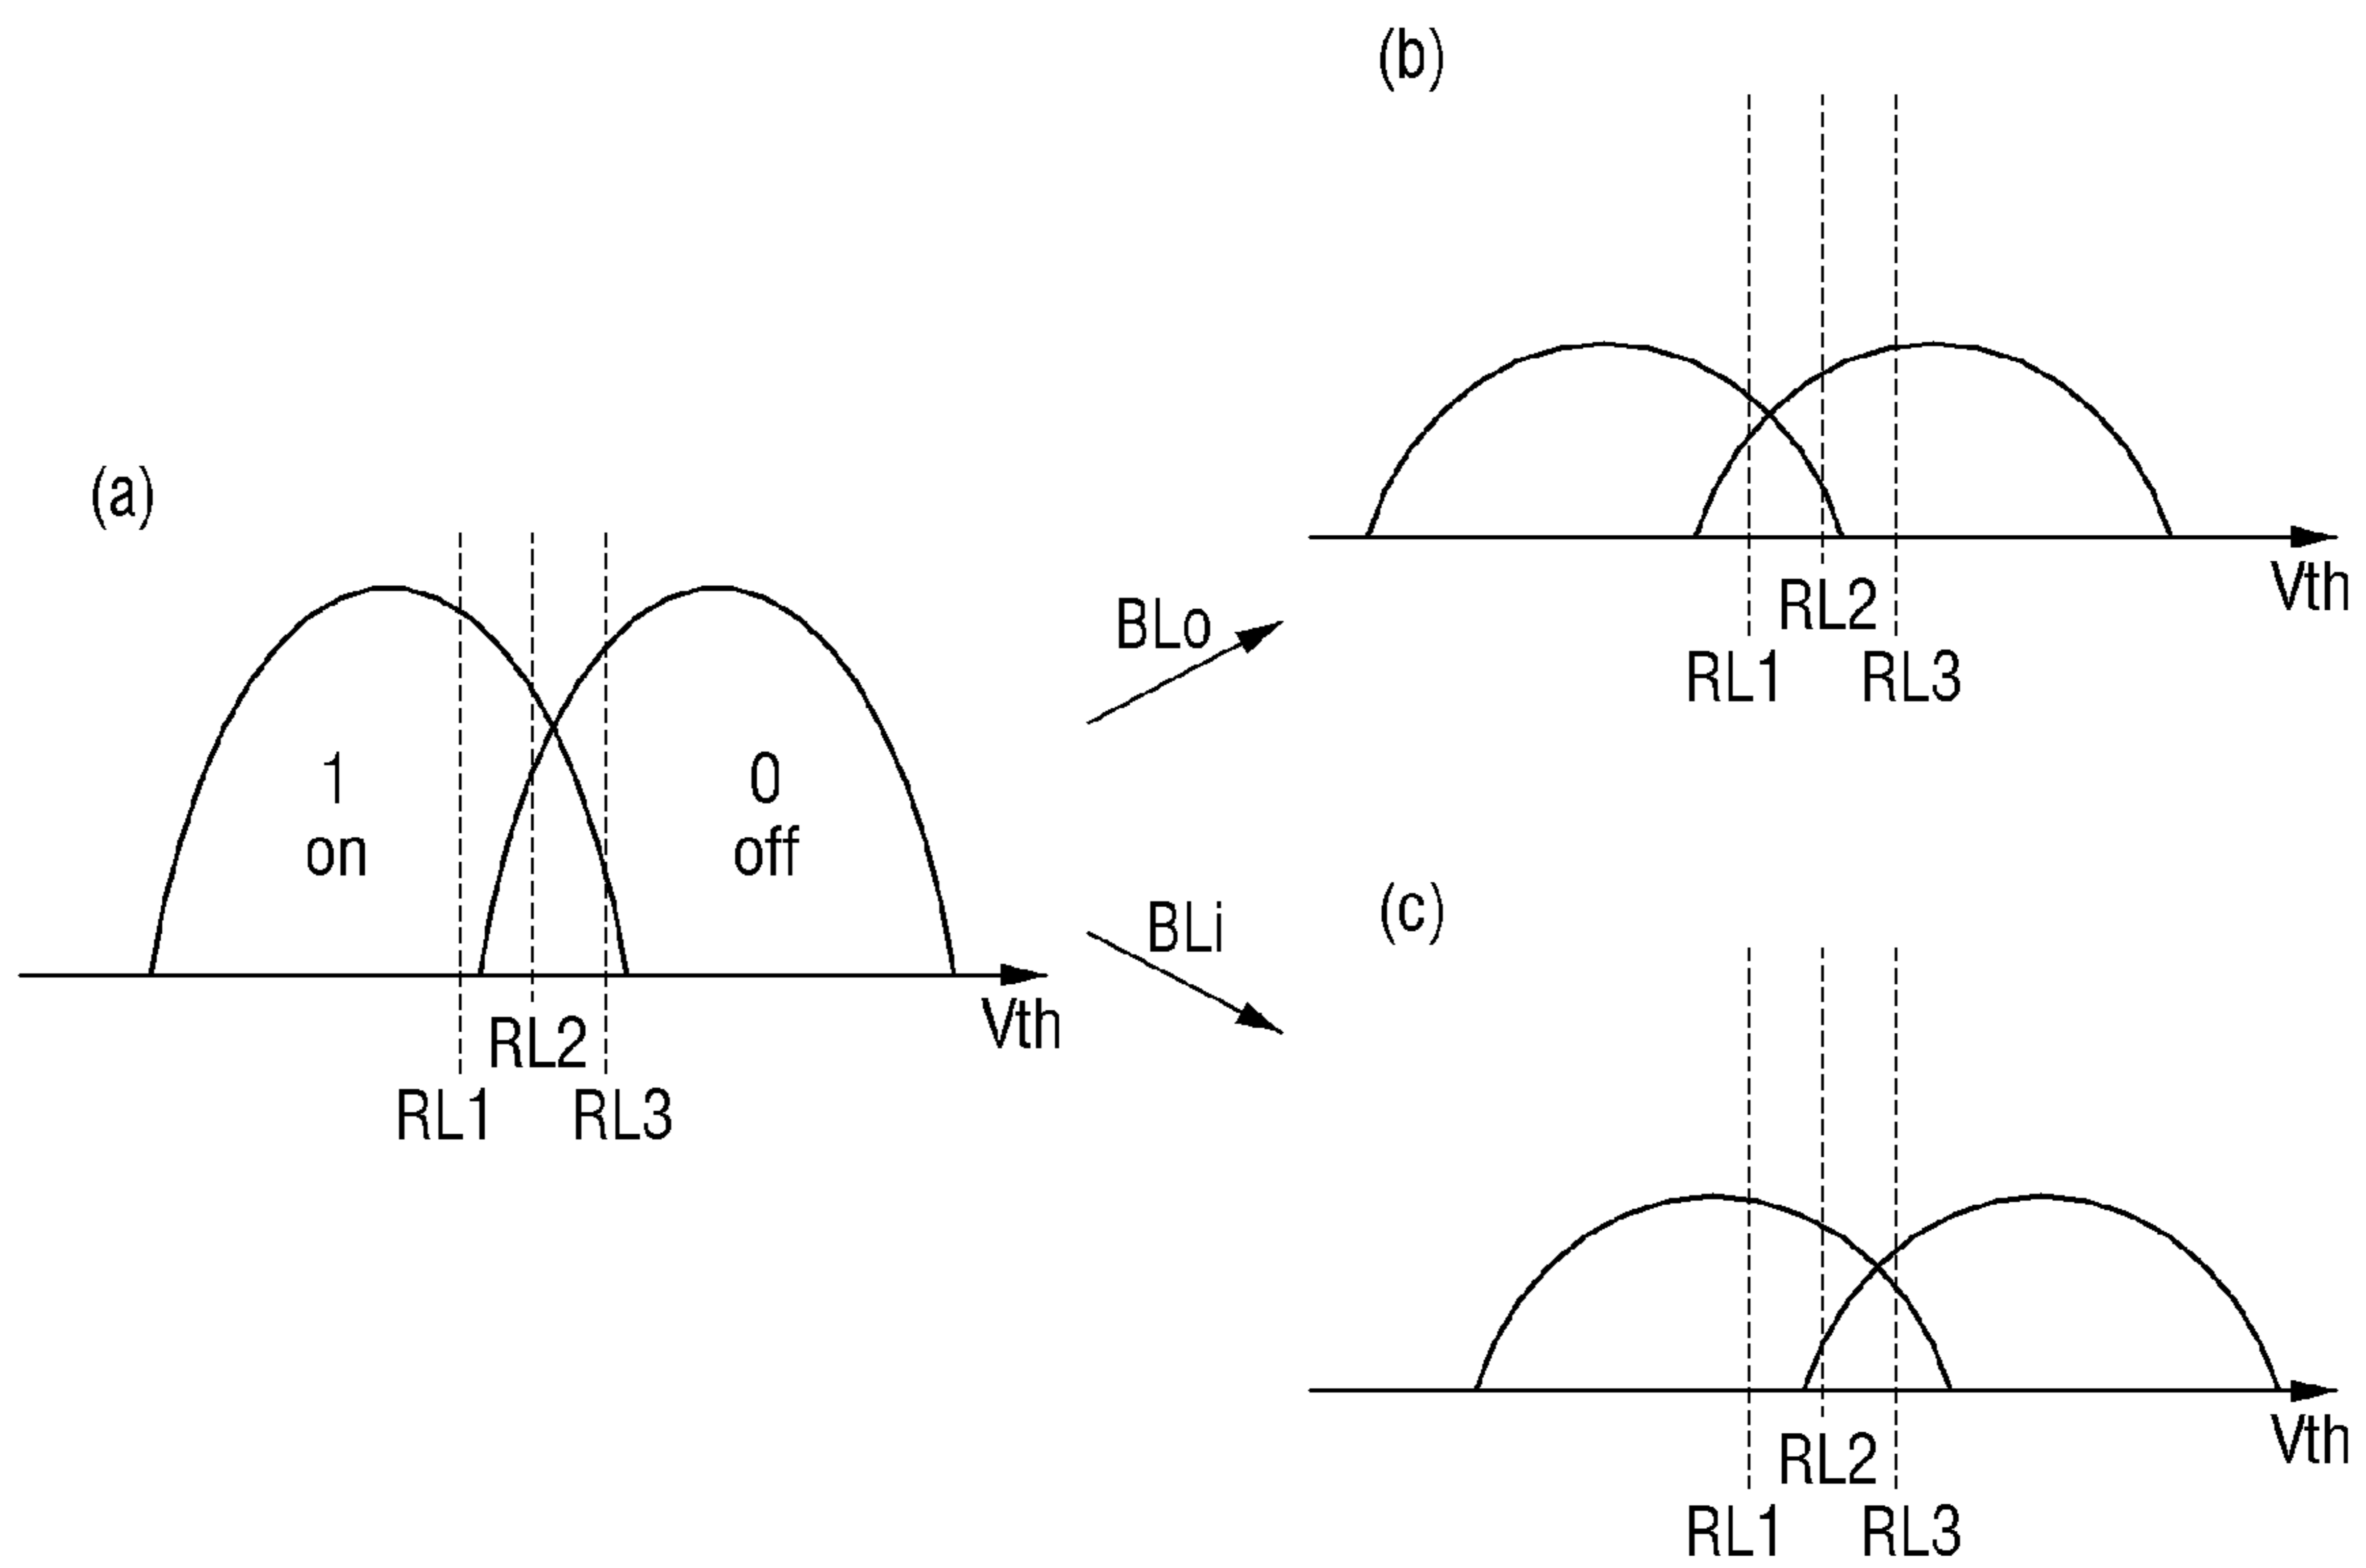 (a)
1
on
0
off
Vth
RL2
RL1
RL3
BLo
BLi
(b)
Vth
RL2
RL1
RL3
(c)
Vth
RL2
RL1
RL3